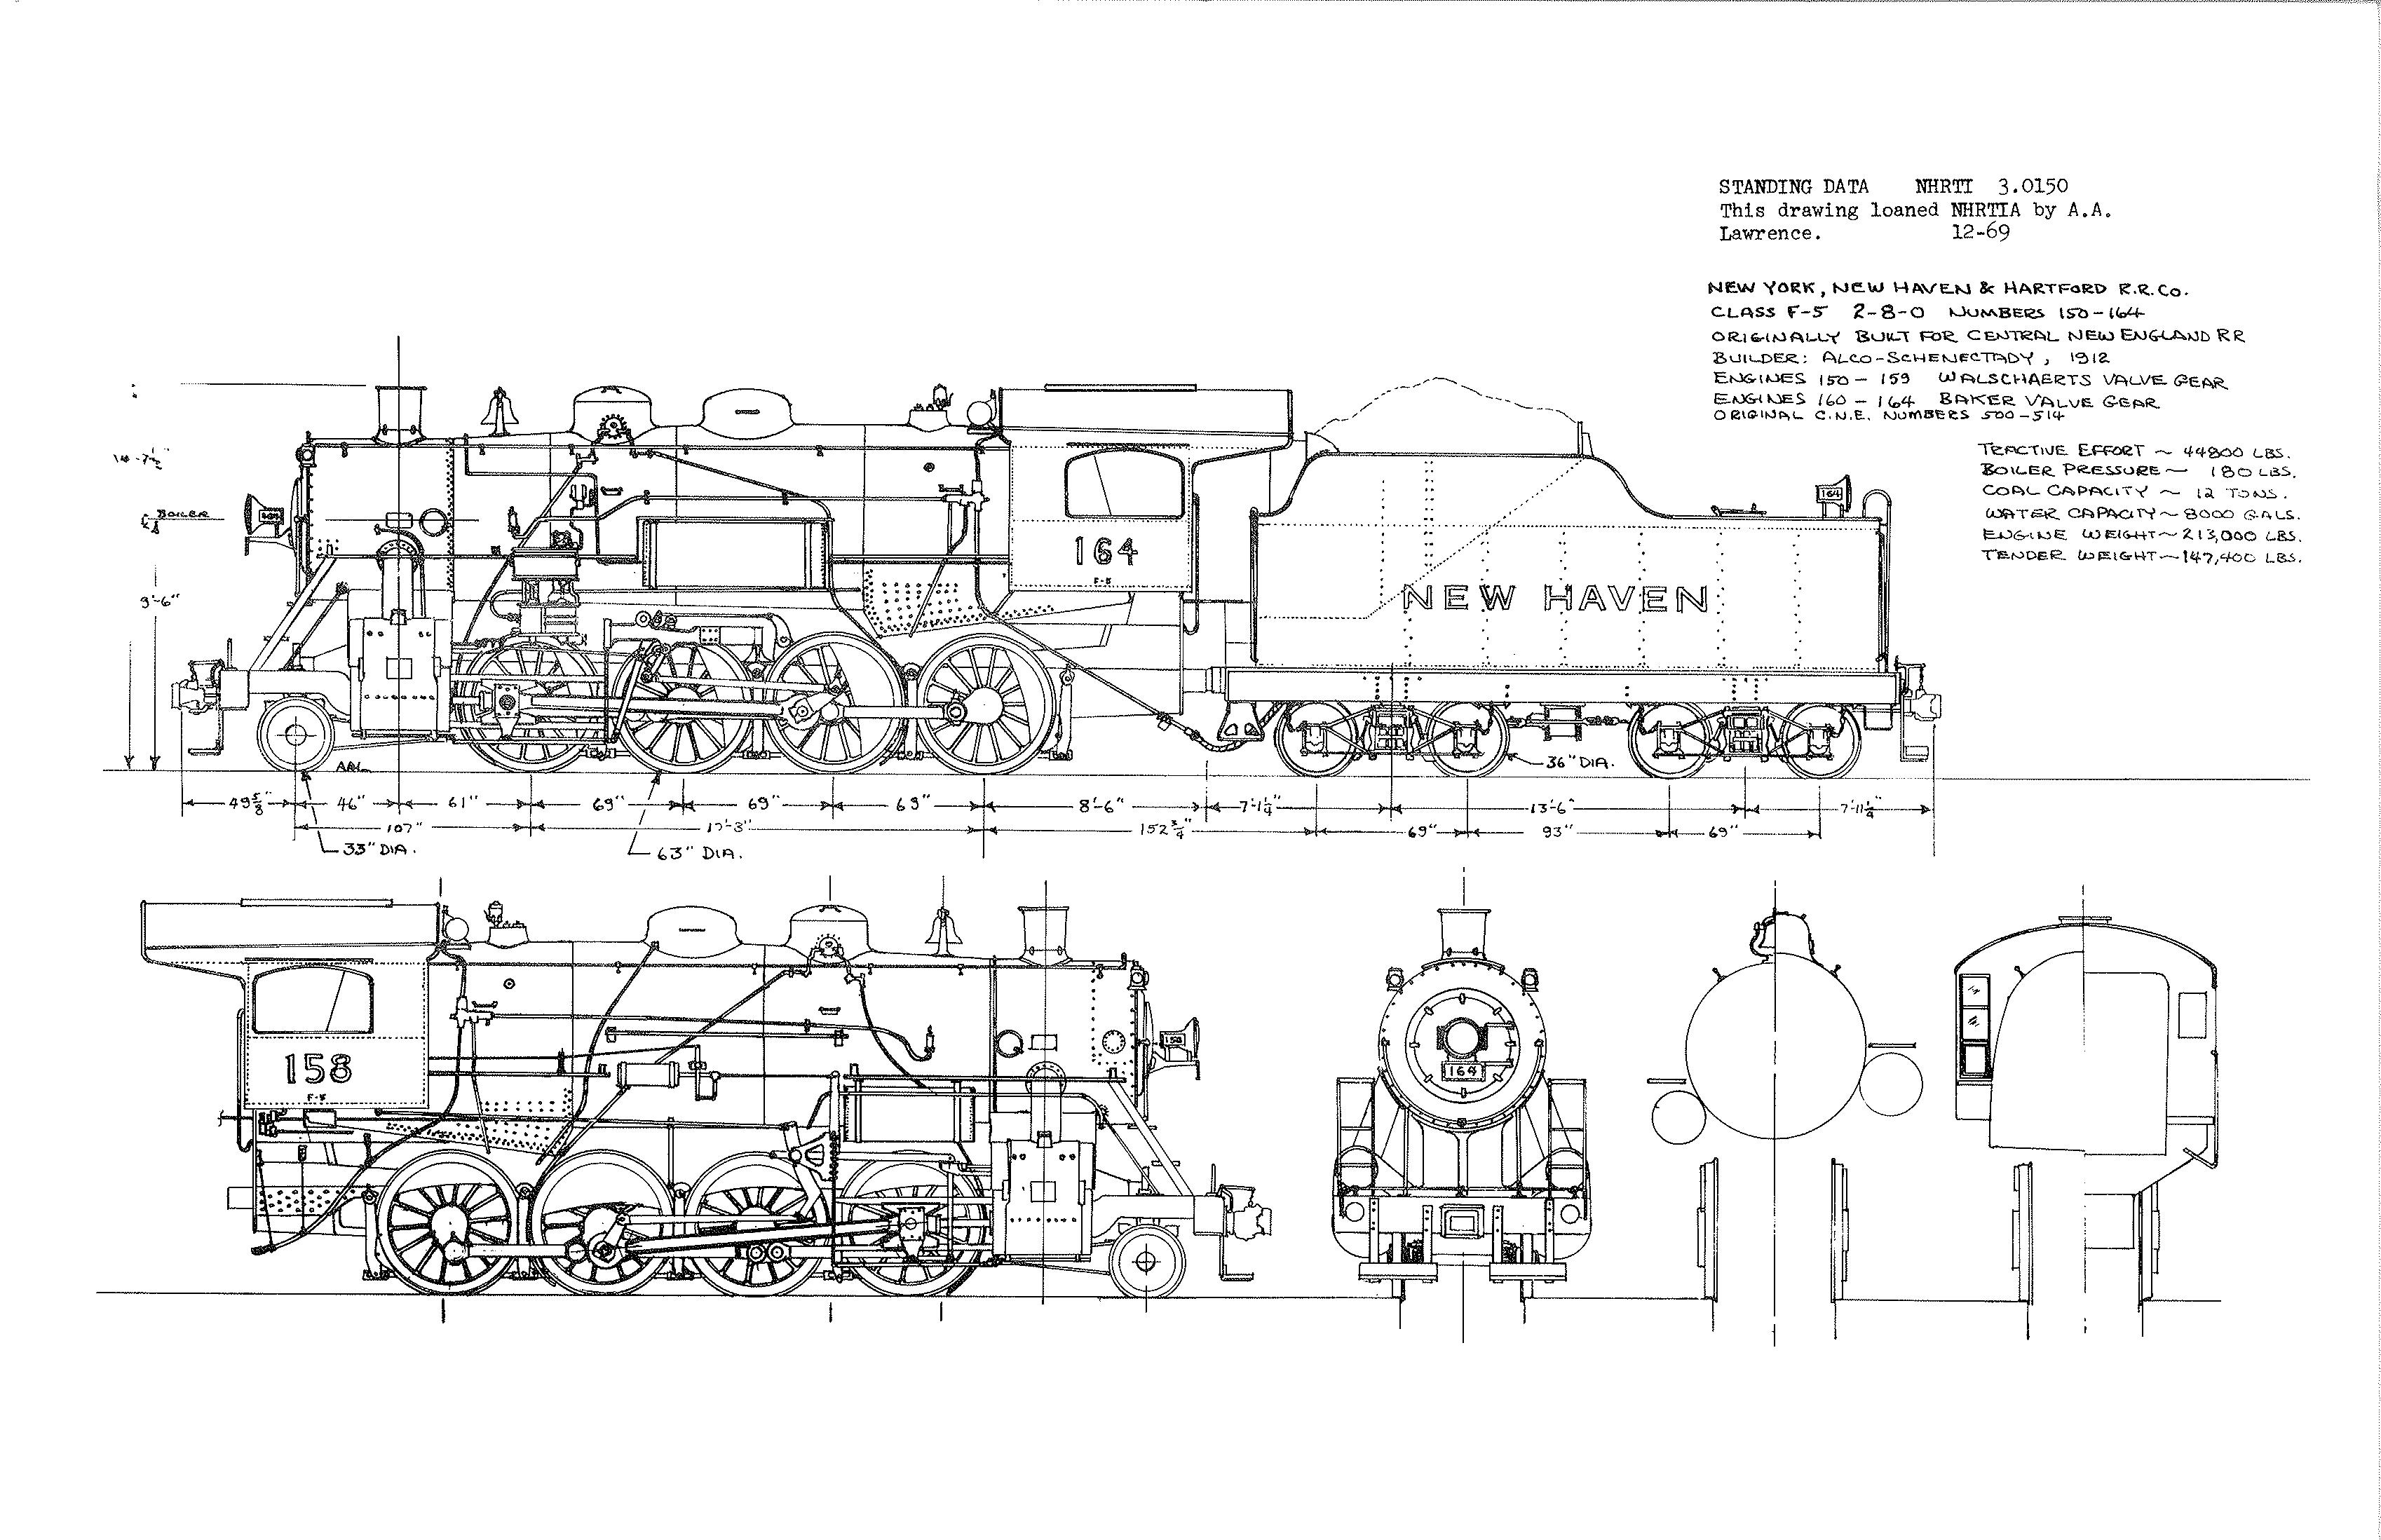 STANDING DATA NHRTI 3.0150
This drawing loaned NHRTIA by A.A.
Lawrence. 12-69
NEW YORK, NEW HAVEN & HARTFORD R.R.CO.
CLASS F-5 2-8-0 NUMBERS 150-164
ORIGINALLY BUILT FOR CENTRAL NEW ENGLAND RR
BUILDER: ALCO-SCHENECTADY, 1912
ENGINES 150-159 WALSCHAERTS VALVE GEAR
ENGINES 160-164 BAKER VALVE GEAR
ORIGINAL C.N.E. NUMBERS 500-514
TRACTIVE EFFORT ~ 44800 LBS.
BOILER PRESSURE ~ 180 LBS.
COAL CAPACITY ~ 12 TONS.
WATER CAPACITY ~ 8000 GALS.
ENGINE WEIGHT ~ 213,000 LBS.
TENDER WEIGHT ~ 147,400 LBS.
14'-7½"
BOILER
164
164
164
F-5
NEW HAVEN
9'-6"
AAL
36" DIA.
49⅝" 46" 61" 69" 69" 69" 8'-6" 7'-1¼" 13'-6" 7'-11¼"
107" 17'-3" 152¾" 69" 93" 69"
33" DIA. 63" DIA.
158
158
F-5
164